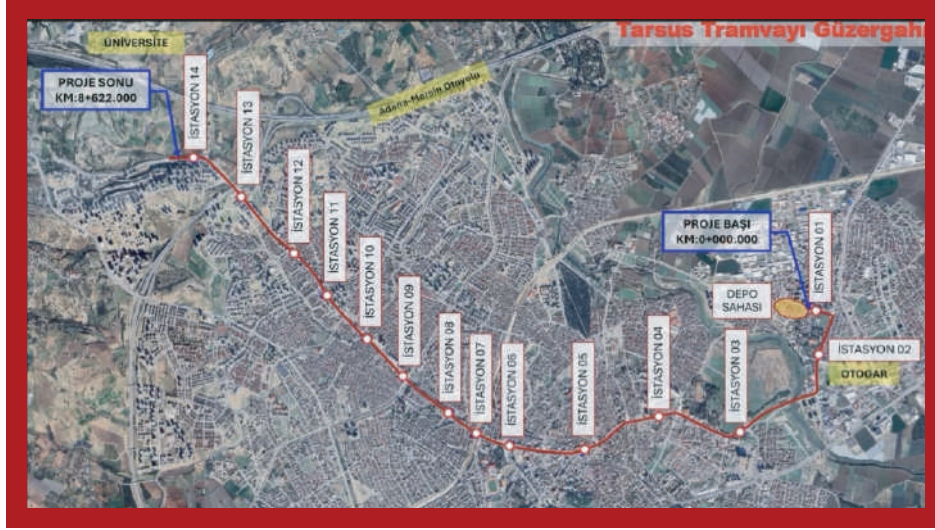 Tarsus Tramvayı Güzergahı
ÜNİVERSİTE
PROJE SONU
KM:8+622.000
Adana-Mersin Otoyolu
İSTASYON 14
İSTASYON 13
İSTASYON 12
İSTASYON 11
İSTASYON 10
İSTASYON 09
İSTASYON 08
İSTASYON 07
İSTASYON 06
İSTASYON 05
İSTASYON 04
İSTASYON 03
PROJE BAŞI
KM:0+000.000
İSTASYON 01
DEPO
SAHASI
İSTASYON 02
OTOGAR